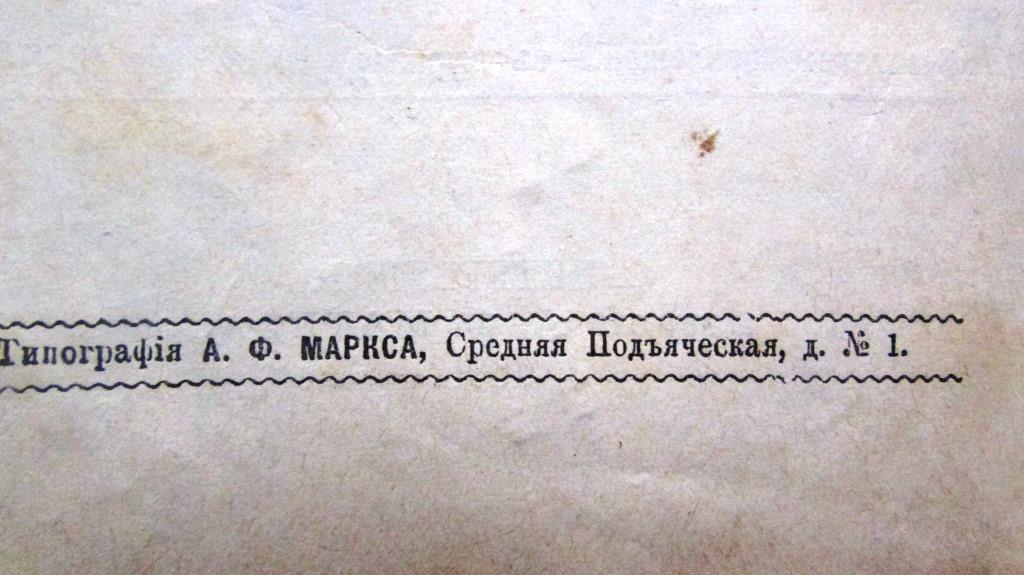 Типографія А. Ф. МАРКСА, Средняя Подъяческая, д. № 1.